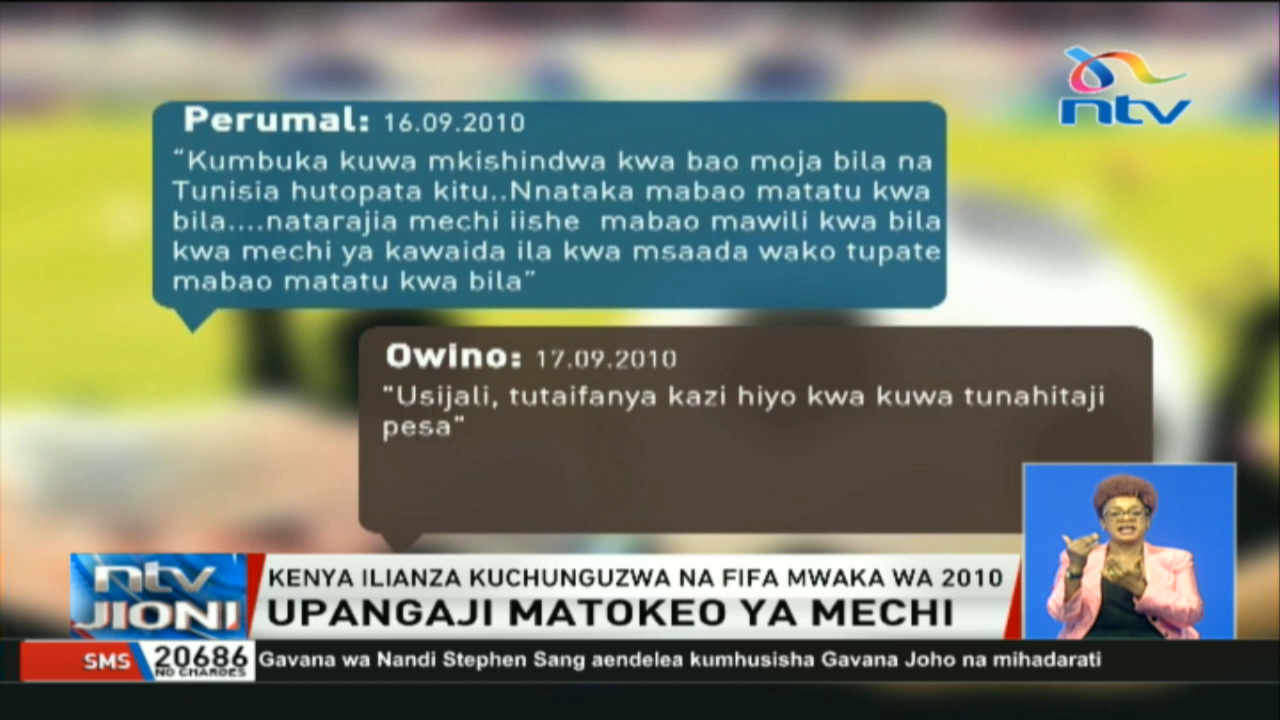 ntv
Perumal: 16.09.2010
"Kumbuka kuwa mkishindwa kwa bao moja bila na
Tunisia hutopata kitu..Nnataka mabao matatu kwa
bila....natarajia mechi iishe mabao mawili kwa bila
kwa mechi ya kawaida ila kwa msaada wako tupate
mabao matatu kwa bila"
Owino: 17.09.2010
"Usijali, tutaifanya kazi hiyo kwa kuwa tunahitaji
pesa"
ntv
JIONI
KENYA ILIANZA KUCHUNGUZWA NA FIFA MWAKA WA 2010
UPANGAJI MATOKEO YA MECHI
SMS 20686
NO CHARGES
Gavana wa Nandi Stephen Sang aendelea kumhusisha Gavana Joho na mihadarati